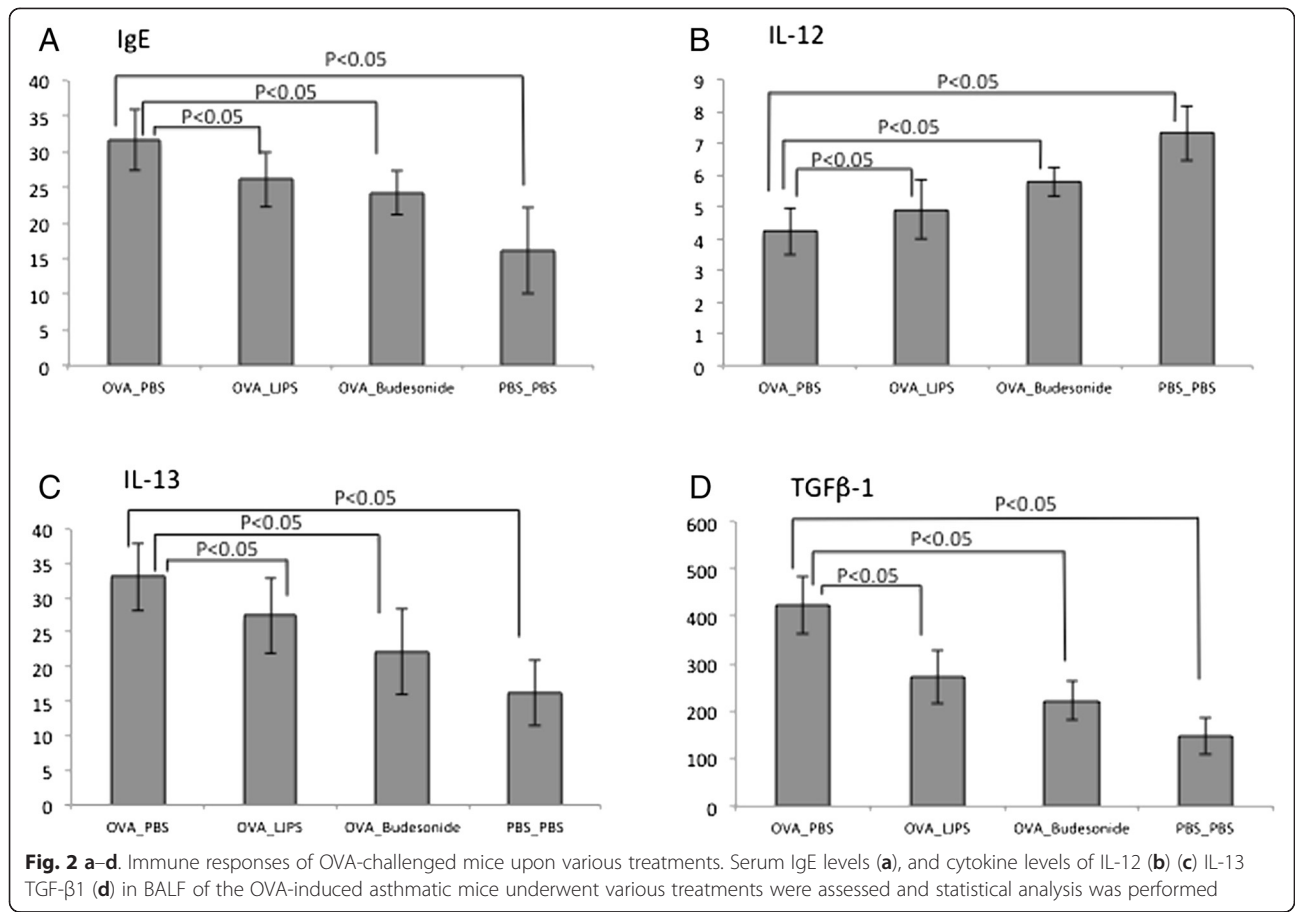 A IgE
P<0.05
P<0.05
P<0.05
40
35
30
25
20
15
10
5
0
OVA_PBS OVA_LJPS OVA_Budesonide PBS_PBS
B IL-12
P<0.05
P<0.05
P<0.05
9
8
7
6
5
4
3
2
1
0
OVA_PBS OVA_LJPS OVA_Budesonide PBS_PBS
C IL-13
P<0.05
P<0.05
P<0.05
40
35
30
25
20
15
10
5
0
OVA_PBS OVA_LJPS OVA_Budesonide PBS_PBS
D TGFβ-1
P<0.05
P<0.05
P<0.05
600
500
400
300
200
100
0
OVA_PBS OVA_LJPS OVA_Budesonide PBS_PBS
Fig. 2 a–d. Immune responses of OVA-challenged mice upon various treatments. Serum IgE levels (a), and cytokine levels of IL-12 (b) (c) IL-13
TGF-β1 (d) in BALF of the OVA-induced asthmatic mice underwent various treatments were assessed and statistical analysis was performed